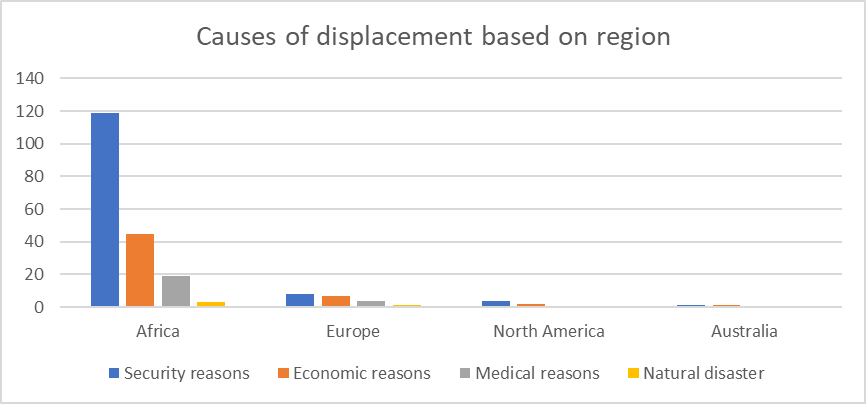 Causes of displacement based on region
140
120
100
80
60
40
20
0
Africa Europe North America Australia
Security reasons Economic reasons Medical reasons Natural disaster